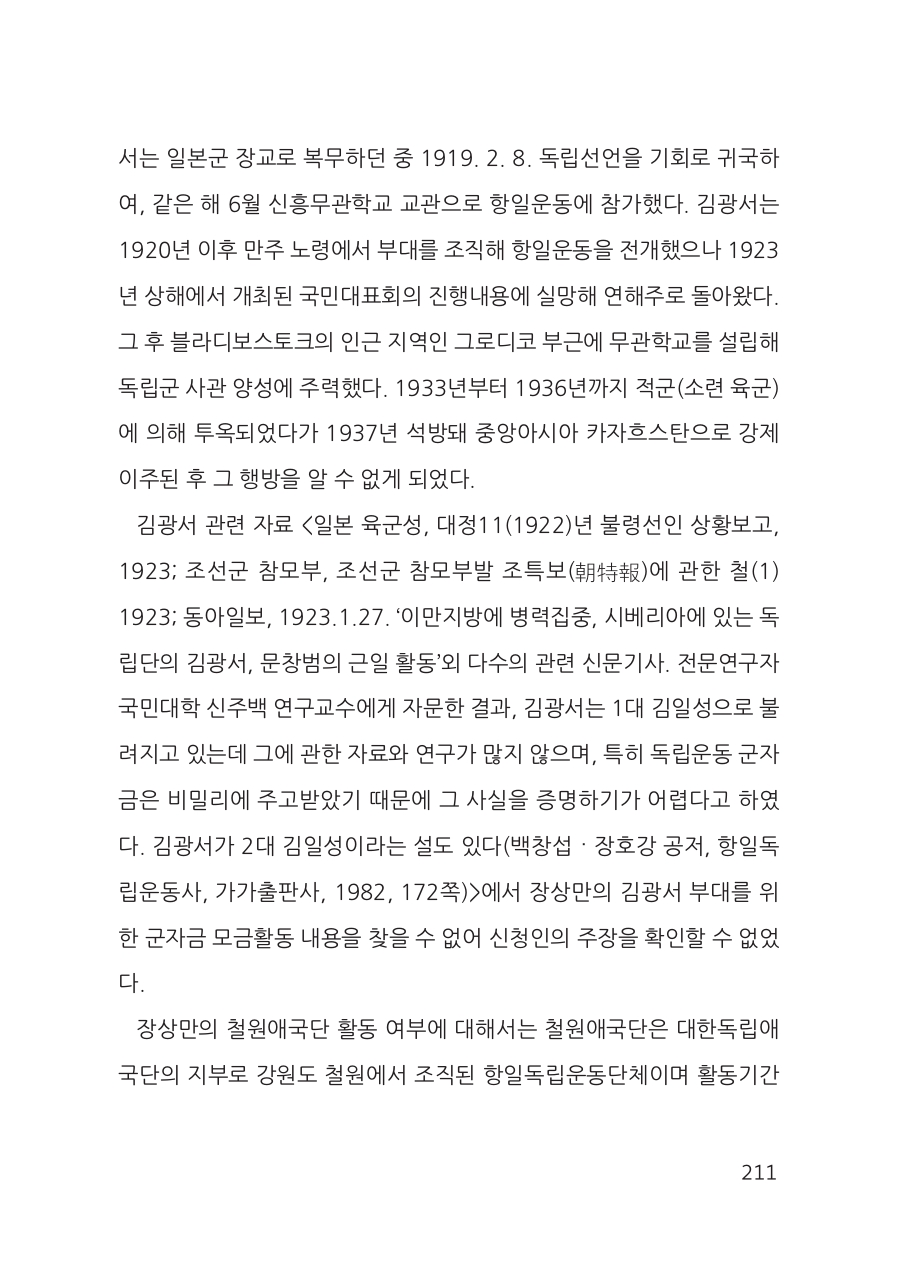 서는 일본군 장교로 복무하던 중 1919. 2. 8. 독립선언을 기회로 귀국하
여, 같은 해 6월 신흥무관학교 교관으로 항일운동에 참가했다. 김광서는
1920년 이후 만주 노령에서 부대를 조직해 항일운동을 전개했으나 1923
년 상해에서 개최된 국민대표회의 진행내용에 실망해 연해주로 돌아왔다.
그 후 블라디보스토크의 인근 지역인 그로디코 부근에 무관학교를 설립해
독립군 사관 양성에 주력했다. 1933년부터 1936년까지 적군(소련 육군)
에 의해 투옥되었다가 1937년 석방돼 중앙아시아 카자흐스탄으로 강제
이주된 후 그 행방을 알 수 없게 되었다.
김광서 관련 자료 <일본 육군성, 대정11(1922)년 불령선인 상황보고,
1923; 조선군 참모부, 조선군 참모부발 조특보(朝特報)에 관한 철(1)
1923; 동아일보, 1923.1.27. ‘이만지방에 병력집중, 시베리아에 있는 독
립단의 김광서, 문창범의 근일 활동’외 다수의 관련 신문기사. 전문연구자
국민대학 신주백 연구교수에게 자문한 결과, 김광서는 1대 김일성으로 불
려지고 있는데 그에 관한 자료와 연구가 많지 않으며, 특히 독립운동 군자
금은 비밀리에 주고받았기 때문에 그 사실을 증명하기가 어렵다고 하였
다. 김광서가 2대 김일성이라는 설도 있다(백창섭ㆍ장호강 공저, 항일독
립운동사, 가가출판사, 1982, 172쪽)>에서 장상만의 김광서 부대를 위
한 군자금 모금활동 내용을 찾을 수 없어 신청인의 주장을 확인할 수 없었
다.
장상만의 철원애국단 활동 여부에 대해서는 철원애국단은 대한독립애
국단의 지부로 강원도 철원에서 조직된 항일독립운동단체이며 활동기간
211